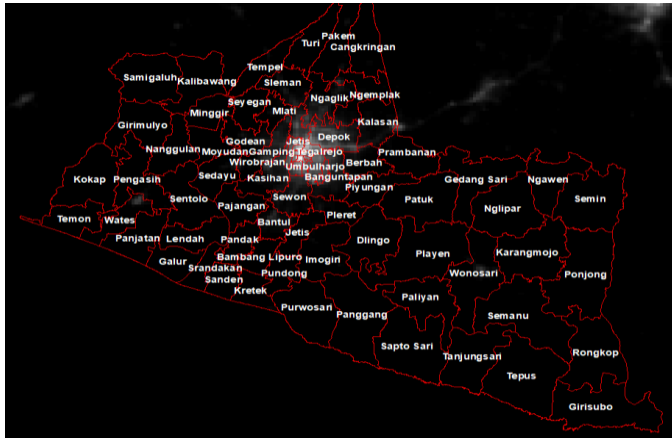 Pakem
Turi
Cangkringan
Tempel
Samigaluh
Kalibawang
Sleman
Seyegan
Ngaglik
Ngemplak
Minggir
Mlati
Girimulyo
Kalasan
Godean
Jetis
Depok
Nanggulan
Moyudan
Gamping
Tegalrejo
Prambanan
Wirobrajan
Umbulharjo
Berbah
Kokap
Pengasih
Sedayu
Kasihan
Banguntapan
Gedang Sari
Ngawen
Piyungan
Sentolo
Pajangan
Sewon
Patuk
Nglipar
Semin
Temon
Wates
Bantul
Pleret
Panjatan
Lendah
Pandak
Jetis
Dlingo
Playen
Karangmojo
Galur
Bambang Lipuro
Imogiri
Srandakan
Pundong
Wonosari
Ponjong
Sanden
Kretek
Paliyan
Purwosari
Panggang
Semanu
Sapto Sari
Tanjungsari
Rongkop
Tepus
Girisubo